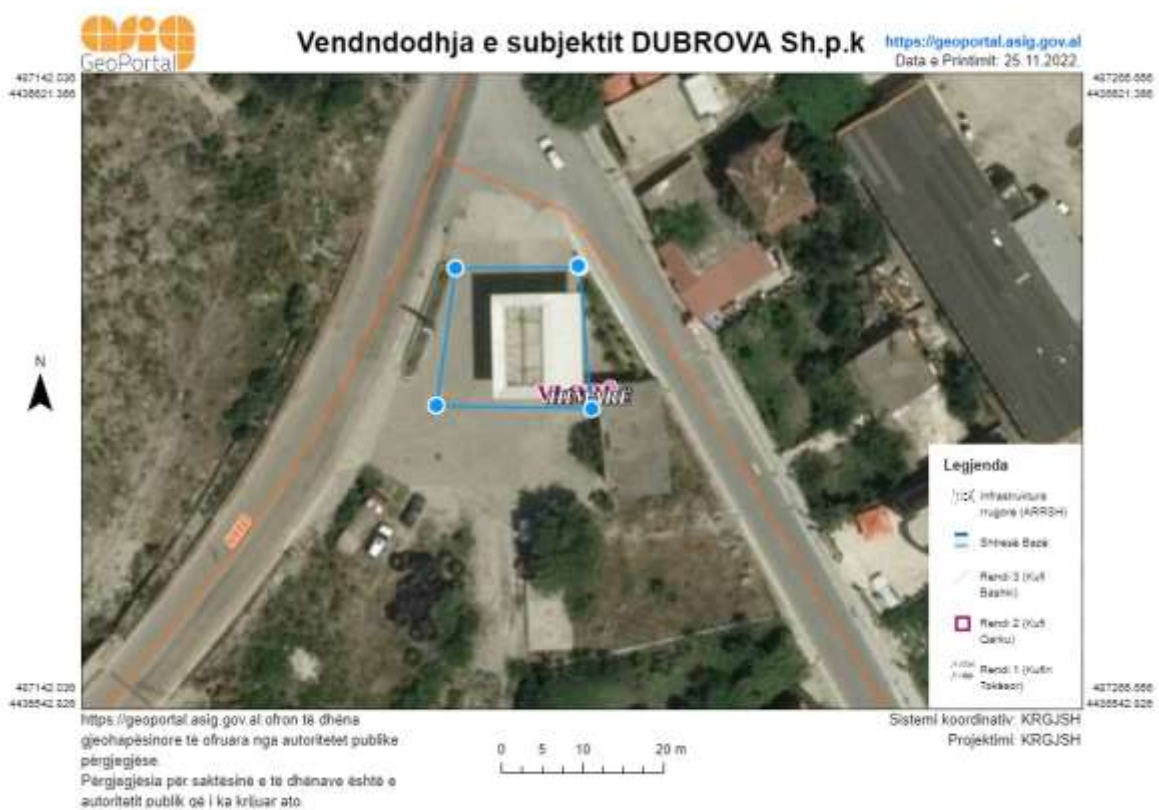 asig
GeoPortal
Vendndodhja e subjektit DUBROVA Sh.p.k
https://geoportal.asig.gov.al
Data e Printimit: 25.11.2022
N
Legjenda
Infrastruktura
rrugore (ARRSH)
Shtresë Bazë
Rendi 3 (Kufi
Bashki)
Rendi 2 (Kufi
Qarku)
Rendi 1 (Kufiri
Tokësor)
https://geoportal.asig.gov.al ofron të dhëna
gjeohapësinore të ofruara nga autoritetet publike
përgjegjëse.
Përgjegjësia për saktësinë e të dhënave është e
autoritetit publik që i ka krijuar ato.
0 5 10 20 m
Sistemi koordinativ: KRGJSH
Projektimi: KRGJSH